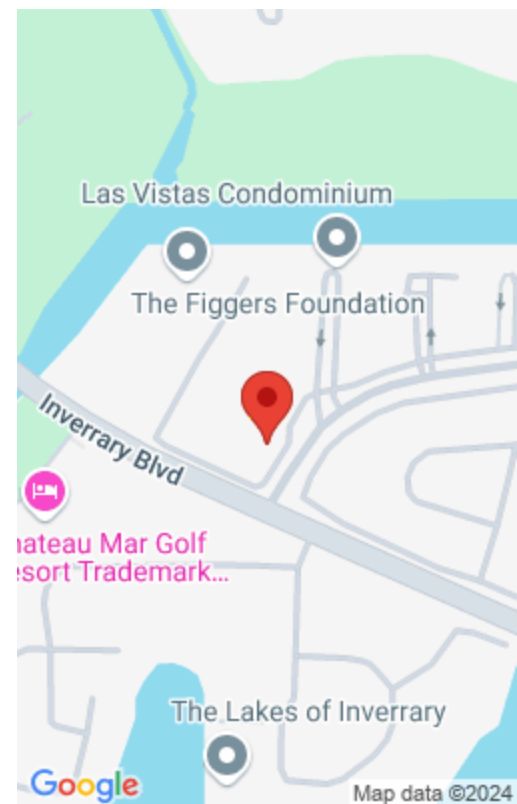 Las Vistas Condominium
The Figgers Foundation
Inverrary Blvd
hateau Mar Golf
esort Trademark...
The Lakes of Inverrary
Google
Map data ©2024